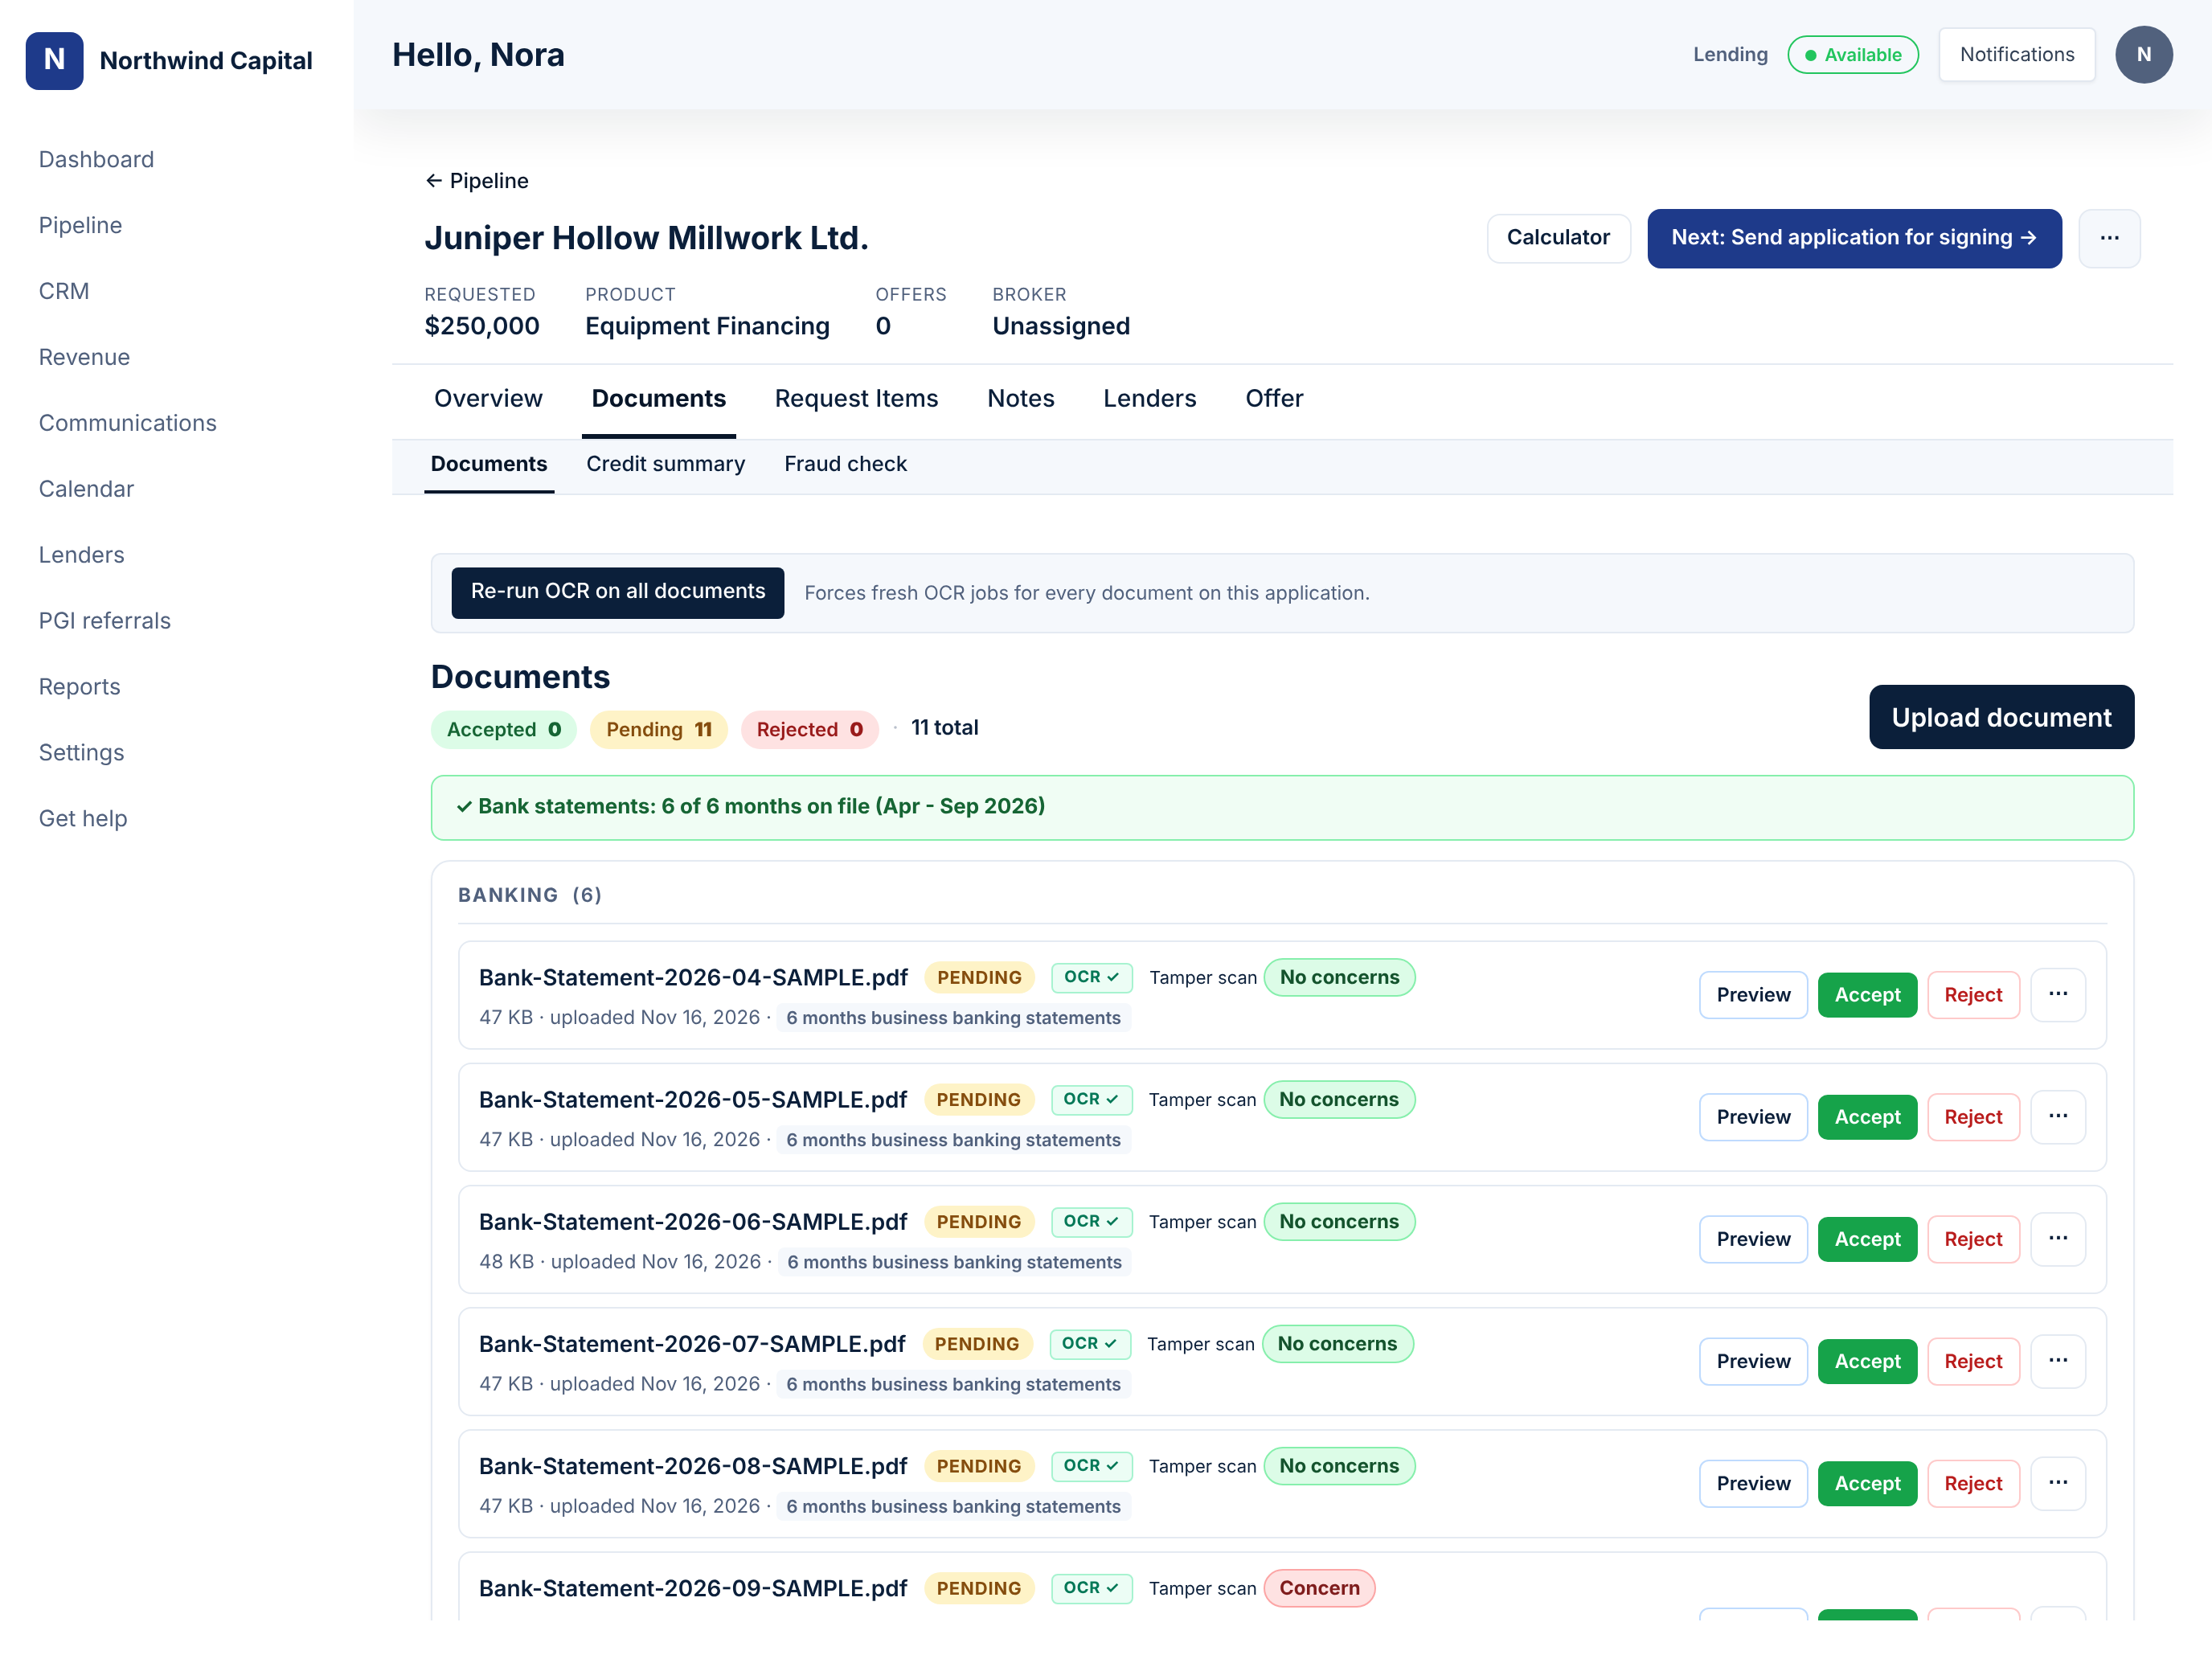 N Northwind Capital
Dashboard
Pipeline
CRM
Revenue
Communications
Calendar
Lenders
PGI referrals
Reports
Settings
Get help
Hello, Nora
Lending ● Available Notifications N
← Pipeline
Juniper Hollow Millwork Ltd.
Calculator Next: Send application for signing → ···
REQUESTED PRODUCT OFFERS BROKER
$250,000 Equipment Financing 0 Unassigned
Overview Documents Request Items Notes Lenders Offer
Documents Credit summary Fraud check
Re-run OCR on all documents Forces fresh OCR jobs for every document on this application.
Documents
Accepted 0 Pending 11 Rejected 0 · 11 total
Upload document
✓ Bank statements: 6 of 6 months on file (Apr - Sep 2026)
BANKING (6)
Bank-Statement-2026-04-SAMPLE.pdf PENDING OCR ✓ Tamper scan No concerns
47 KB · uploaded Nov 16, 2026 · 6 months business banking statements
Preview Accept Reject ···
Bank-Statement-2026-05-SAMPLE.pdf PENDING OCR ✓ Tamper scan No concerns
47 KB · uploaded Nov 16, 2026 · 6 months business banking statements
Preview Accept Reject ···
Bank-Statement-2026-06-SAMPLE.pdf PENDING OCR ✓ Tamper scan No concerns
48 KB · uploaded Nov 16, 2026 · 6 months business banking statements
Preview Accept Reject ···
Bank-Statement-2026-07-SAMPLE.pdf PENDING OCR ✓ Tamper scan No concerns
47 KB · uploaded Nov 16, 2026 · 6 months business banking statements
Preview Accept Reject ···
Bank-Statement-2026-08-SAMPLE.pdf PENDING OCR ✓ Tamper scan No concerns
47 KB · uploaded Nov 16, 2026 · 6 months business banking statements
Preview Accept Reject ···
Bank-Statement-2026-09-SAMPLE.pdf PENDING OCR ✓ Tamper scan Concern